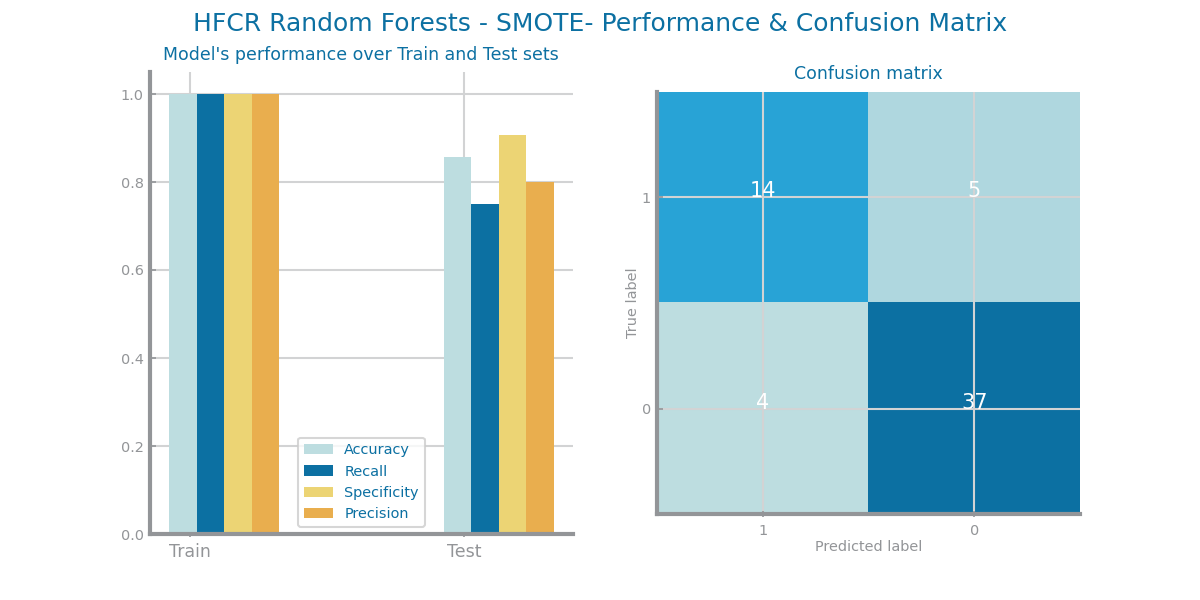 HFCR Random Forests - SMOTE- Performance & Confusion Matrix
Model's performance over Train and Test sets
1.0
0.8
0.6
0.4
0.2
0.0
Train
Test
Accuracy
Recall
Specificity
Precision
Confusion matrix
True label
1
0
14
5
4
37
1
0
Predicted label